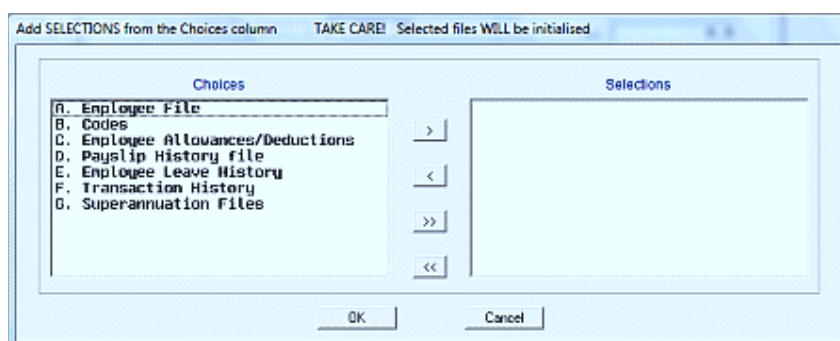 Add SELECTIONS from the Choices column TAKE CARE! Selected files WILL be initialised
Choices
Selections
A. Employee File
B. Codes
C. Employee Allowances/Deductions
D. Payslip History file
E. Employee Leave History
F. Transaction History
G. Superannuation Files
>
<
>>
<<
OK
Cancel